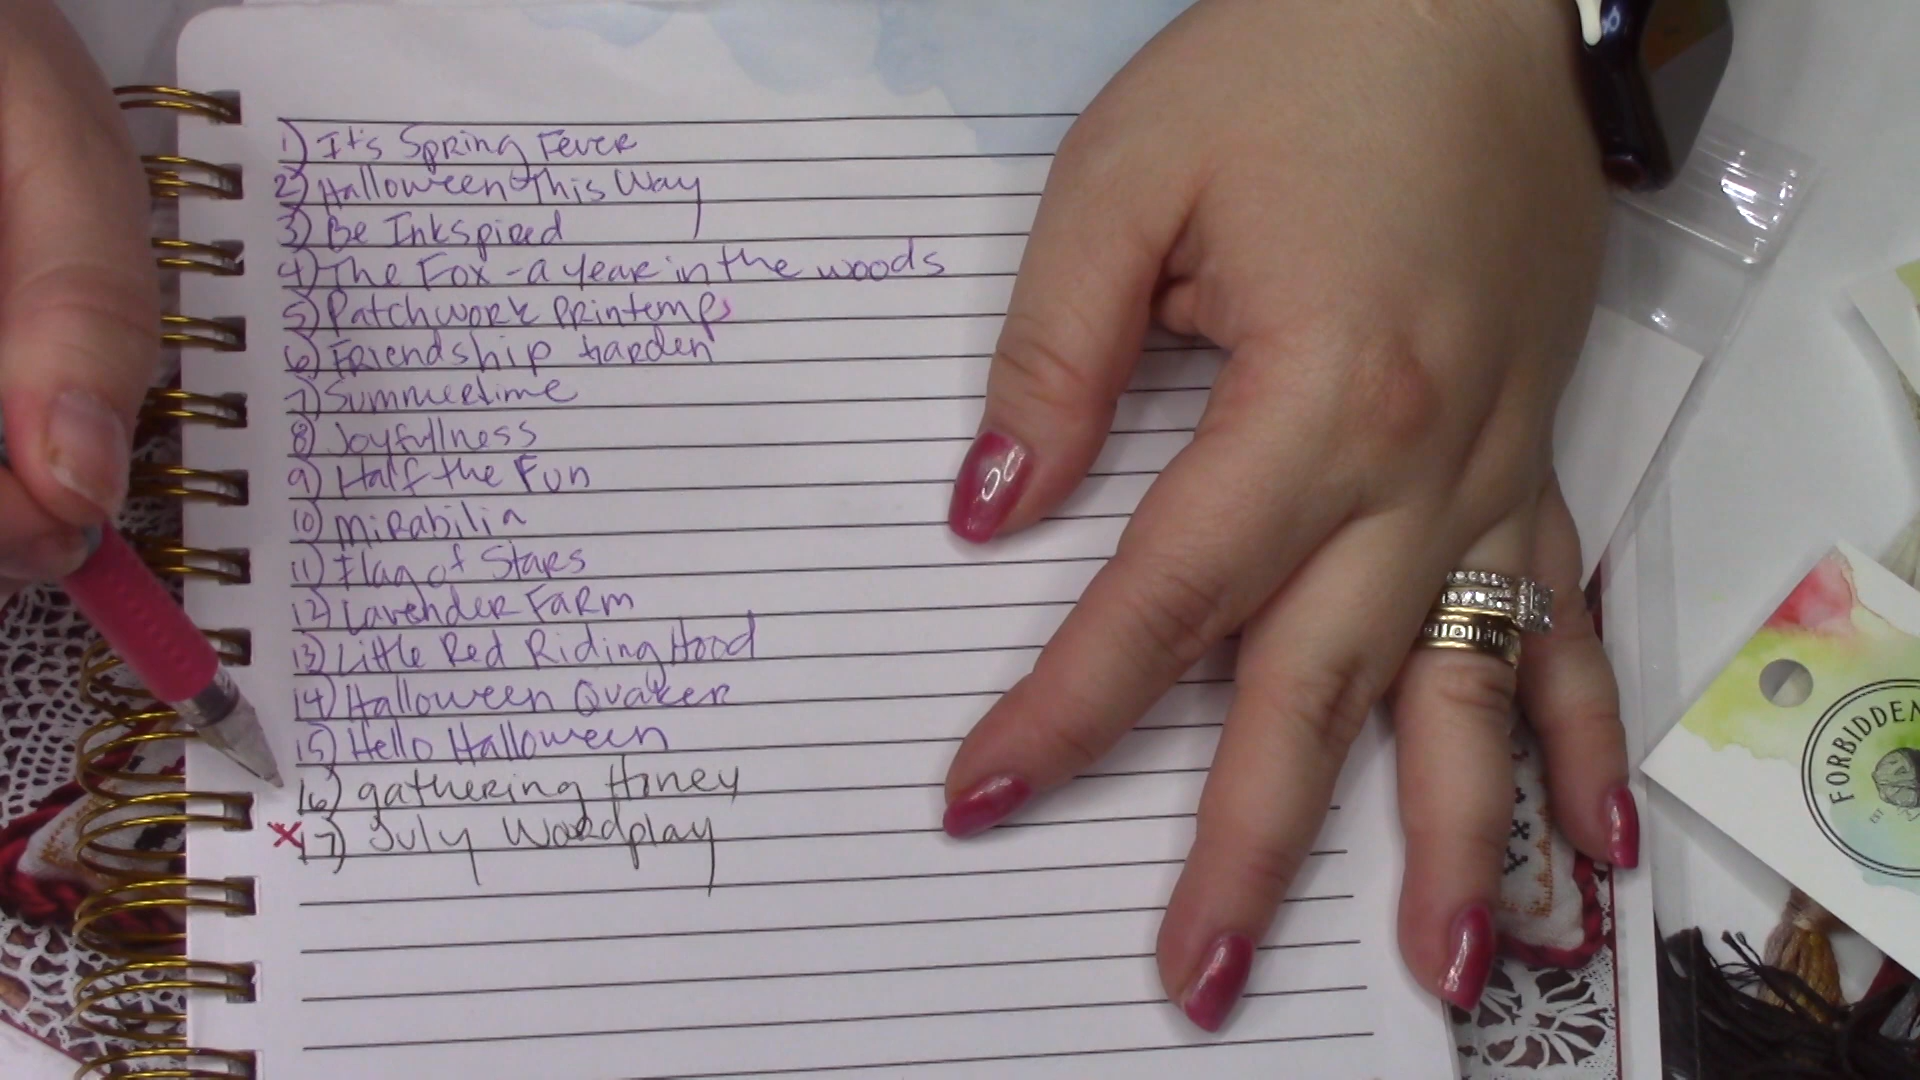 1) It's Spring Fever
2) Halloween This Way
3) Be Inkspired
4) The Fox - a year in the woods
5) Patchwork Printemps
6) Friendship Garden
7) Summertime
8) Joyfullness
9) Half the Fun
10) Mirabilia
11) Flag of Stars
12) Lavender Farm
13) Little Red Riding Hood
14) Halloween Quaker
15) Hello Halloween
16) gathering Honey
X 17) July Wordplay
FORBIDDEN